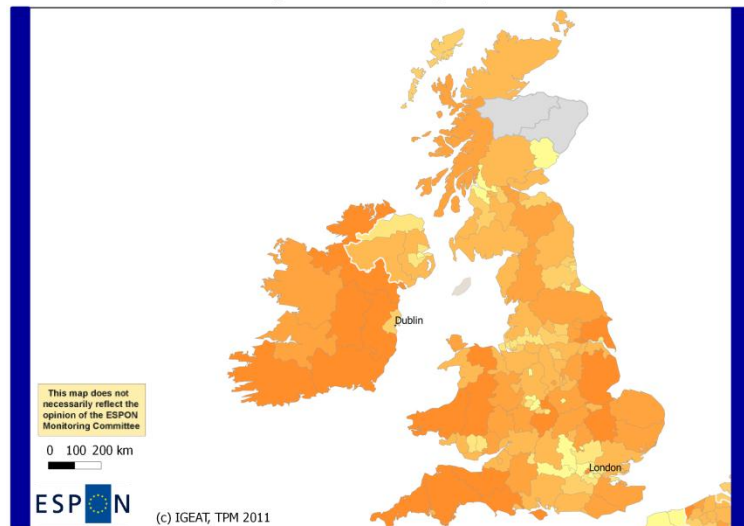 Dublin
This map does not
necessarily reflect the
opinion of the ESPON
Monitoring Committee
0 100 200 km
London
ESPON
(c) IGEAT, TPM 2011